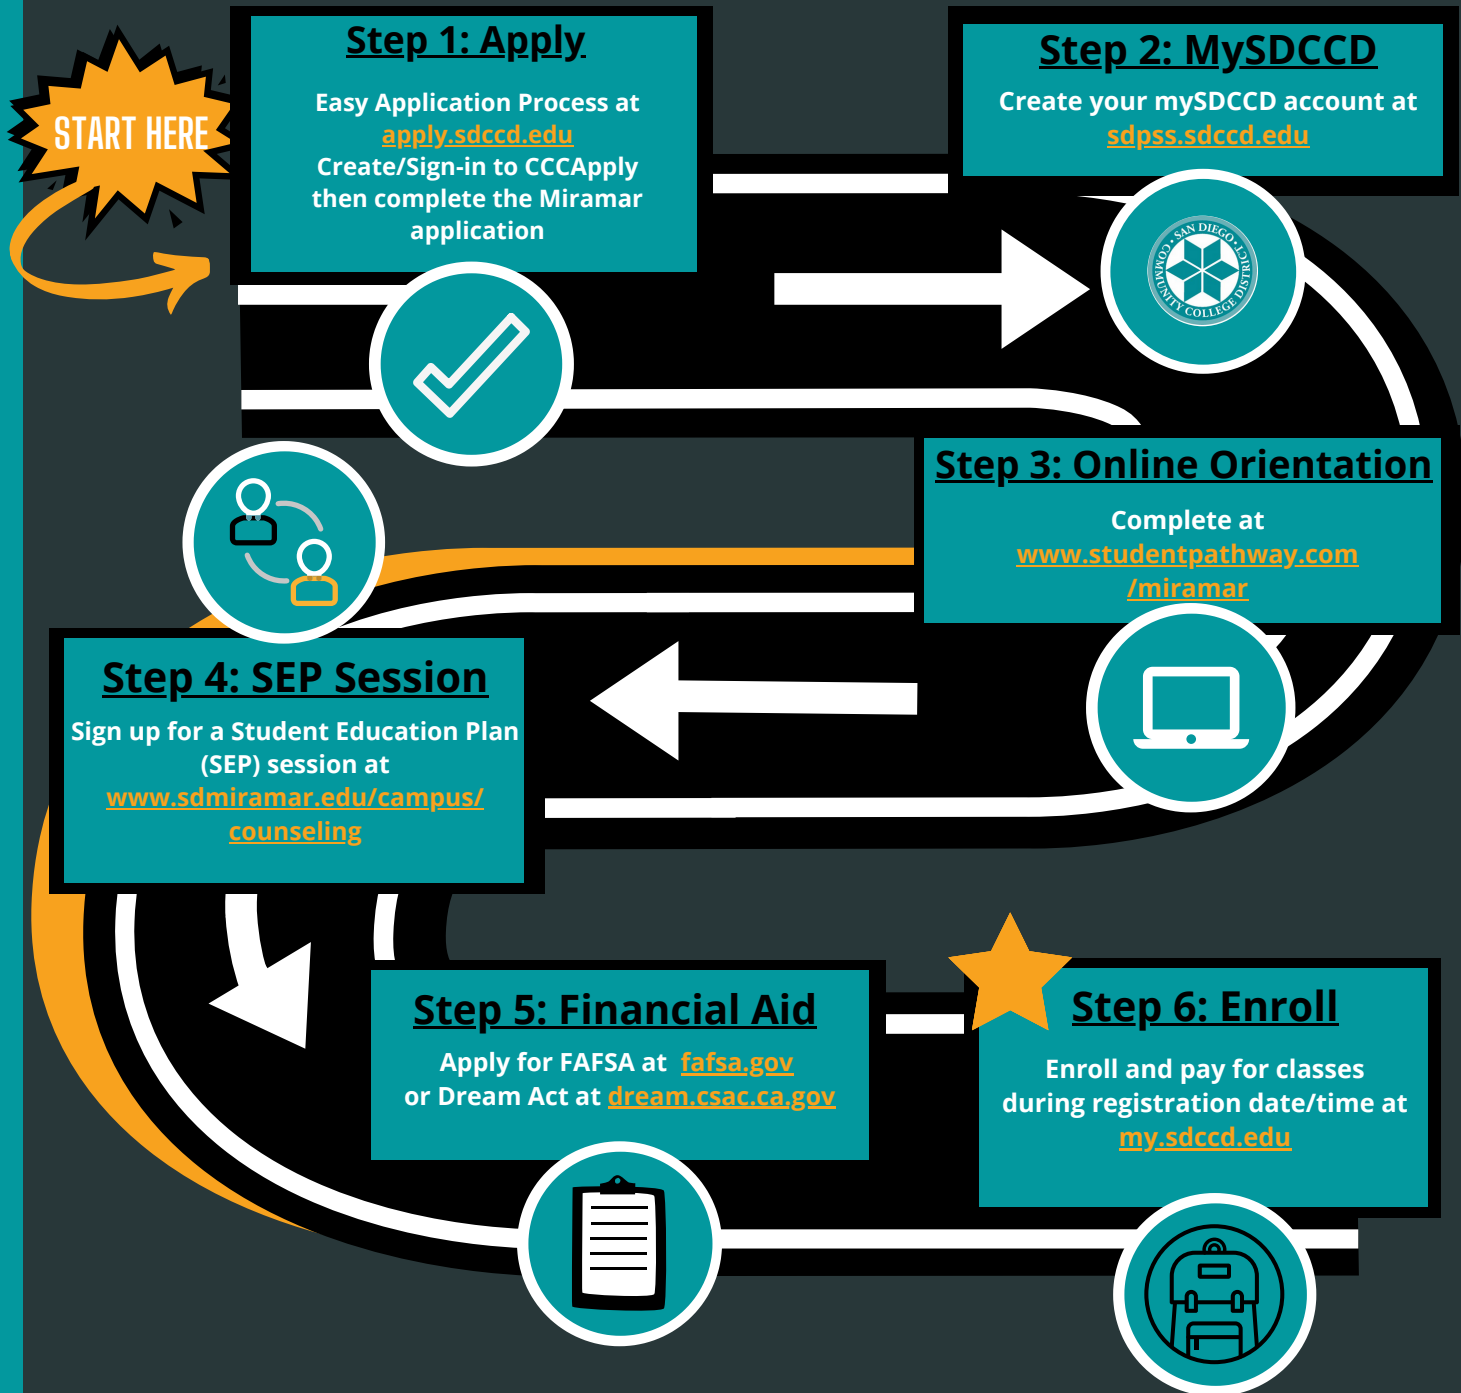 START HERE
Step 1: Apply
Easy Application Process at
apply.sdccd.edu
Create/Sign-in to CCCApply
then complete the Miramar
application
Step 2: MySDCCD
Create your mySDCCD account at
sdpss.sdccd.edu
• SAN DIEGO •
COMMUNITY COLLEGE DISTRICT
Step 3: Online Orientation
Complete at
www.studentpathway.com
/miramar
Step 4: SEP Session
Sign up for a Student Education Plan
(SEP) session at
www.sdmiramar.edu/campus/
counseling
Step 5: Financial Aid
Apply for FAFSA at fafsa.gov
or Dream Act at dream.csac.ca.gov
Step 6: Enroll
Enroll and pay for classes
during registration date/time at
my.sdccd.edu